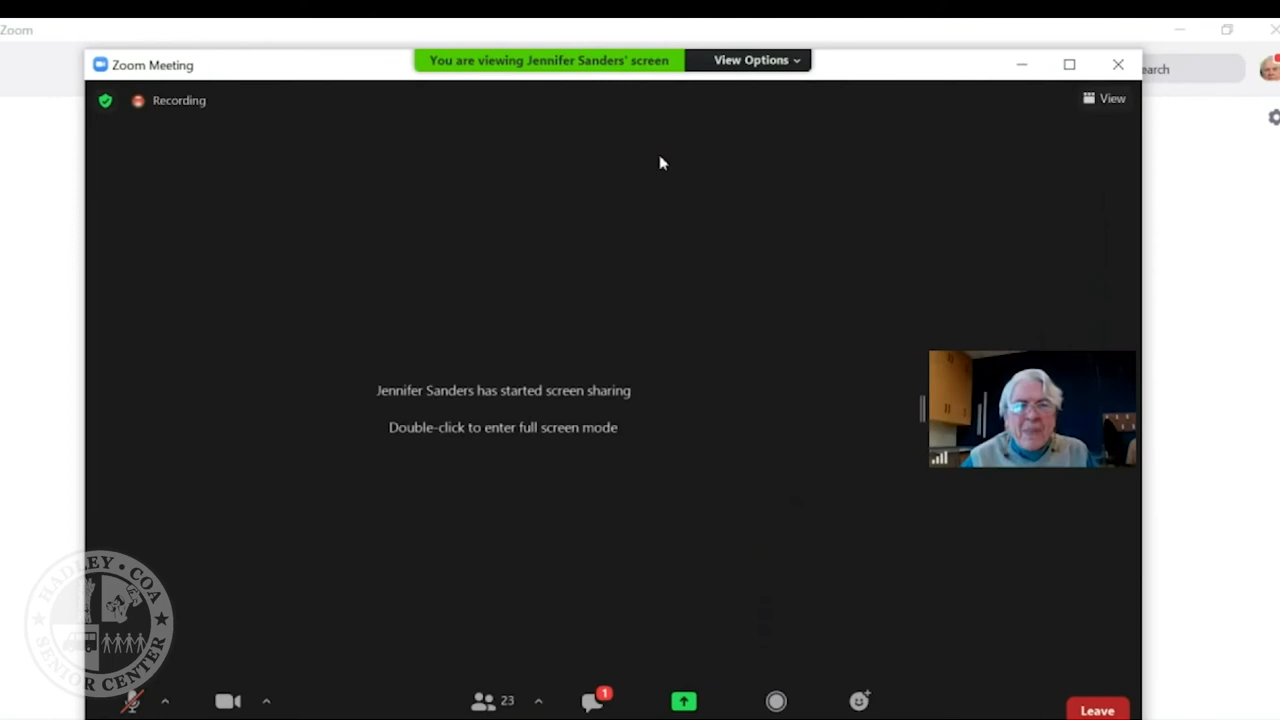 Zoom
Zoom Meeting
You are viewing Jennifer Sanders' screen
View Options
earch
Recording
View
Jennifer Sanders has started screen sharing
Double-click to enter full screen mode
HADLEY • COA
SENIOR CENTER
23
1
Leave